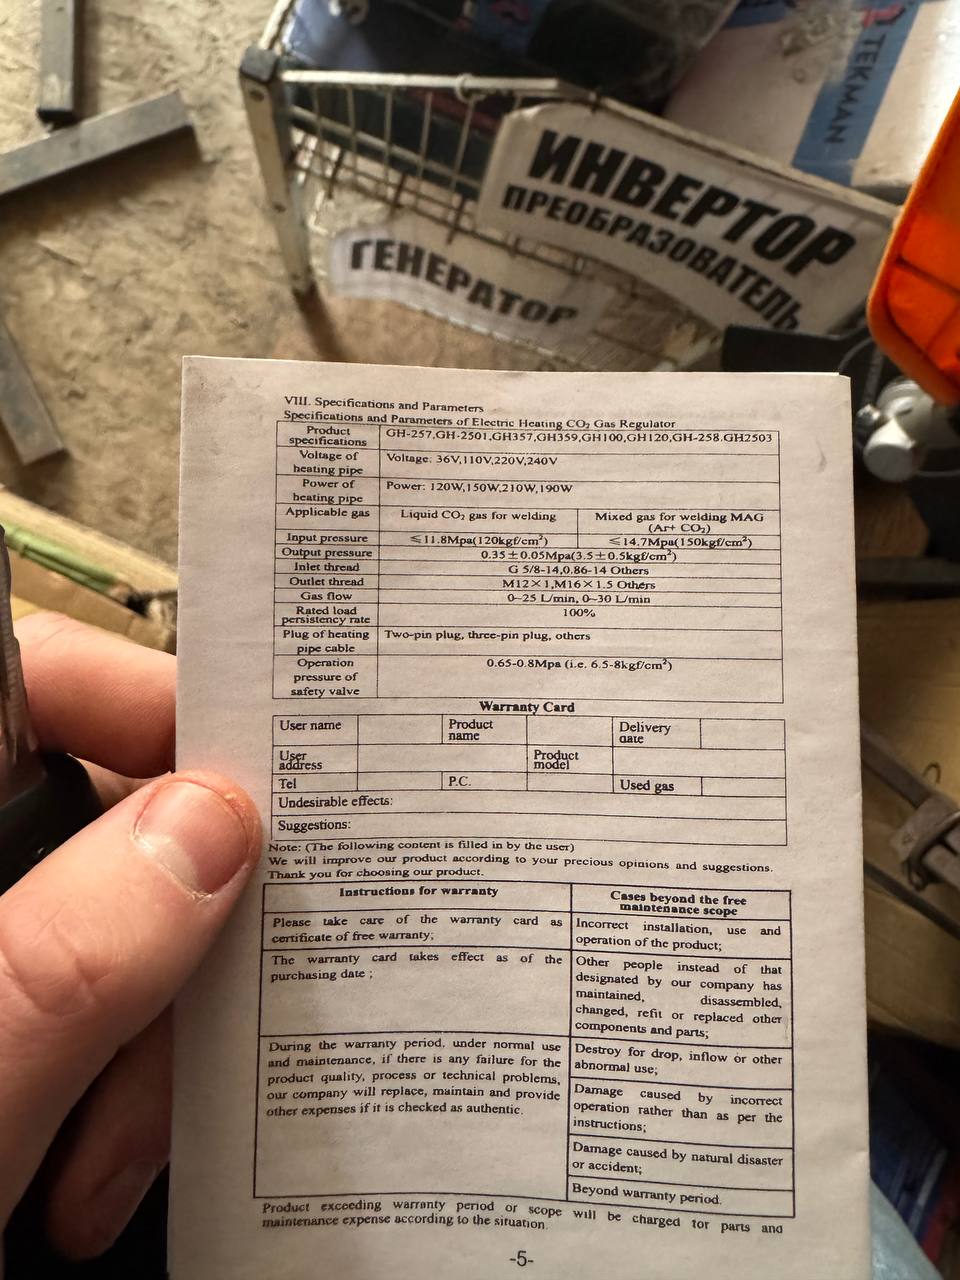 TEKMAN
ИНВЕРТОР
ПРЕОБРАЗОВАТЕЛЬ
ГЕНЕРАТОР
VIII. Specifications and Parameters
Specifications and Parameters of Electric Heating CO₂ Gas Regulator
Product specifications GH-257,GH-2501,GH357,GH359,GH100,GH120,GH-258.GH2503
Voltage of heating pipe Voltage: 36V,110V,220V,240V
Power of heating pipe Power: 120W,150W,210W,190W
Applicable gas Liquid CO₂ gas for welding Mixed gas for welding MAG (Ar+ CO₂)
Input pressure ≤11.8Mpa(120kgf/cm²) ≤14.7Mpa(150kgf/cm²)
Output pressure 0.35±0.05Mpa(3.5±0.5kgf/cm²)
Inlet thread G 5/8-14,0.86-14 Others
Outlet thread M12×1,M16×1.5 Others
Gas flow 0~25 L/min, 0~30 L/min
Rated load persistency rate 100%
Plug of heating pipe cable Two-pin plug, three-pin plug, others
Operation pressure of safety valve 0.65-0.8Mpa (i.e. 6.5-8kgf/cm²)
Warranty Card
User name Product name Delivery date
User address Product model
Tel P.C. Used gas
Undesirable effects:
Suggestions:
Note: (The following content is filled in by the user)
We will improve our product according to your precious opinions and suggestions.
Thank you for choosing our product.
Instructions for warranty
Cases beyond the free
maintenance scope
Please take care of the warranty card as
certificate of free warranty;
Incorrect installation, use and
operation of the product;
The warranty card takes effect as of the
purchasing date ;
Other people instead of that
designated by our company has
maintained, disassembled,
changed, refit or replaced other
components and parts;
During the warranty period, under normal use
and maintenance, if there is any failure for the
product quality, process or technical problems,
our company will replace, maintain and provide
other expenses if it is checked as authentic.
Destroy for drop, inflow or other
abnormal use;
Damage caused by incorrect
operation rather than as per the
instructions;
Damage caused by natural disaster
or accident;
Beyond warranty period.
Product exceeding warranty period or scope will be charged for parts and
maintenance expense according to the situation.
-5-